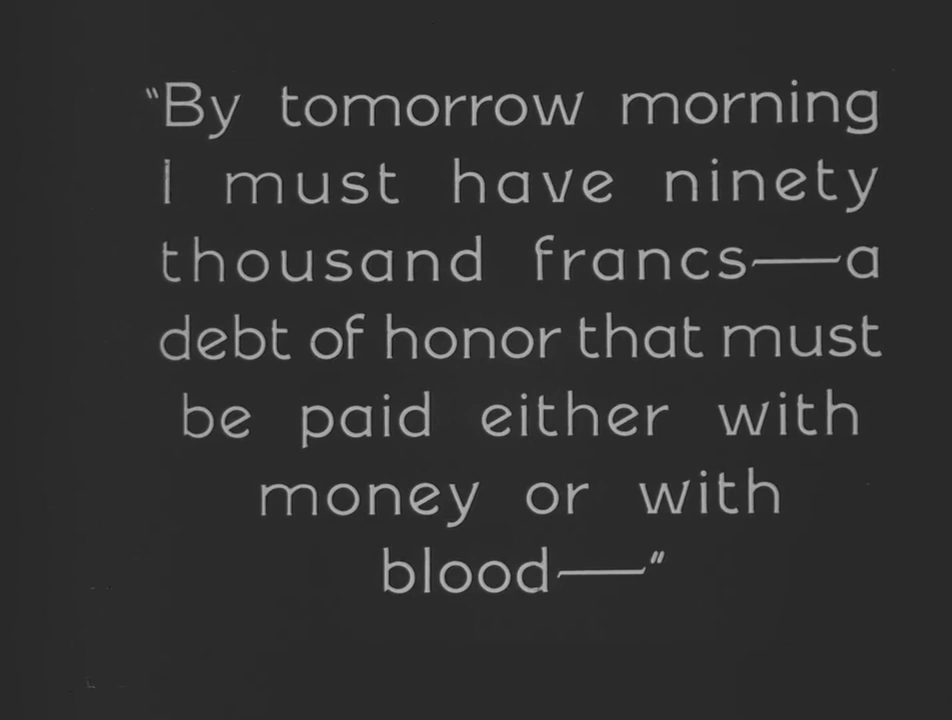 "By tomorrow morning
I must have ninety
thousand francs—a
debt of honor that must
be paid either with
money or with
blood—"